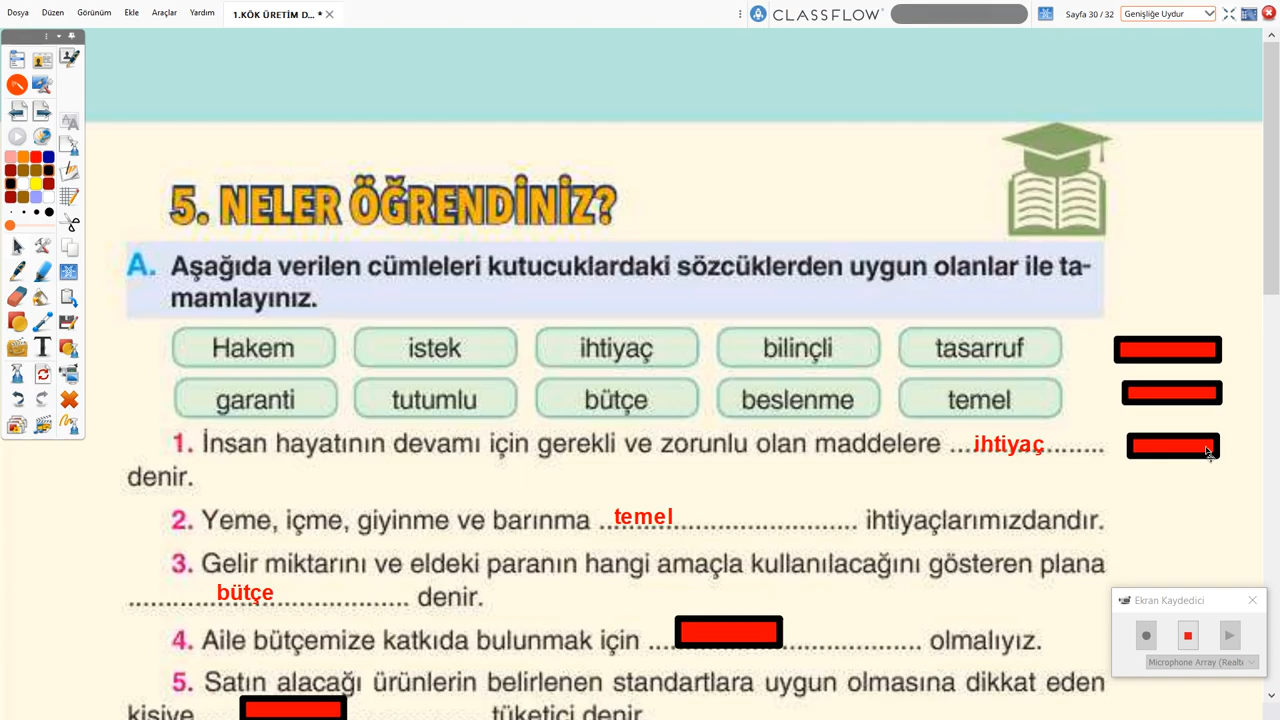 Dosya Düzen Görünüm Ekle Araçlar Yardım
1.KÖK ÜRETİM D... *
CLASSFLOW
Sayfa 30 / 32
Genişliğe Uydur
5. NELER ÖĞRENDİNİZ?
A. Aşağıda verilen cümleleri kutucuklardaki sözcüklerden uygun olanlar ile ta-
mamlayınız.
Hakem istek ihtiyaç bilinçli tasarruf
garanti tutumlu bütçe beslenme temel
1. İnsan hayatının devamı için gerekli ve zorunlu olan maddelere ...ihtiyaç.........
denir.
2. Yeme, içme, giyinme ve barınma ..temel............................ ihtiyaçlarımızdandır.
3. Gelir miktarını ve eldeki paranın hangi amaçla kullanılacağını gösteren plana
............bütçe...................... denir.
4. Aile bütçemize katkıda bulunmak için ........................ olmalıyız.
5. Satın alacağı ürünlerin belirlenen standartlara uygun olmasına dikkat eden
kişiye .................... tüketici denir.
Ekran Kaydedici
Microphone Array (Realt